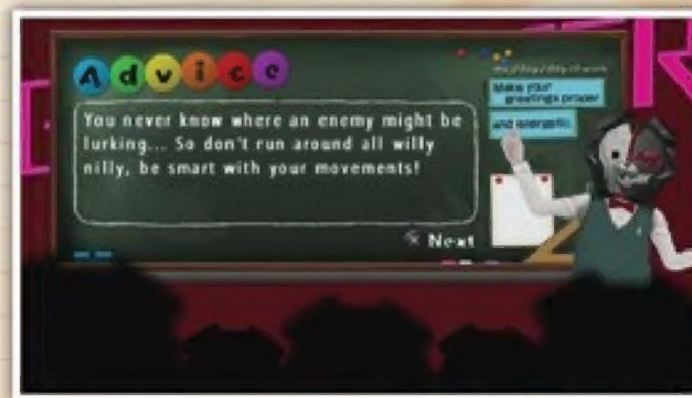 Advice
You never know where an enemy might be
lurking... So don't run around all willy
nilly, be smart with your movements!
Next
Make your
greetings proper
and energetic.